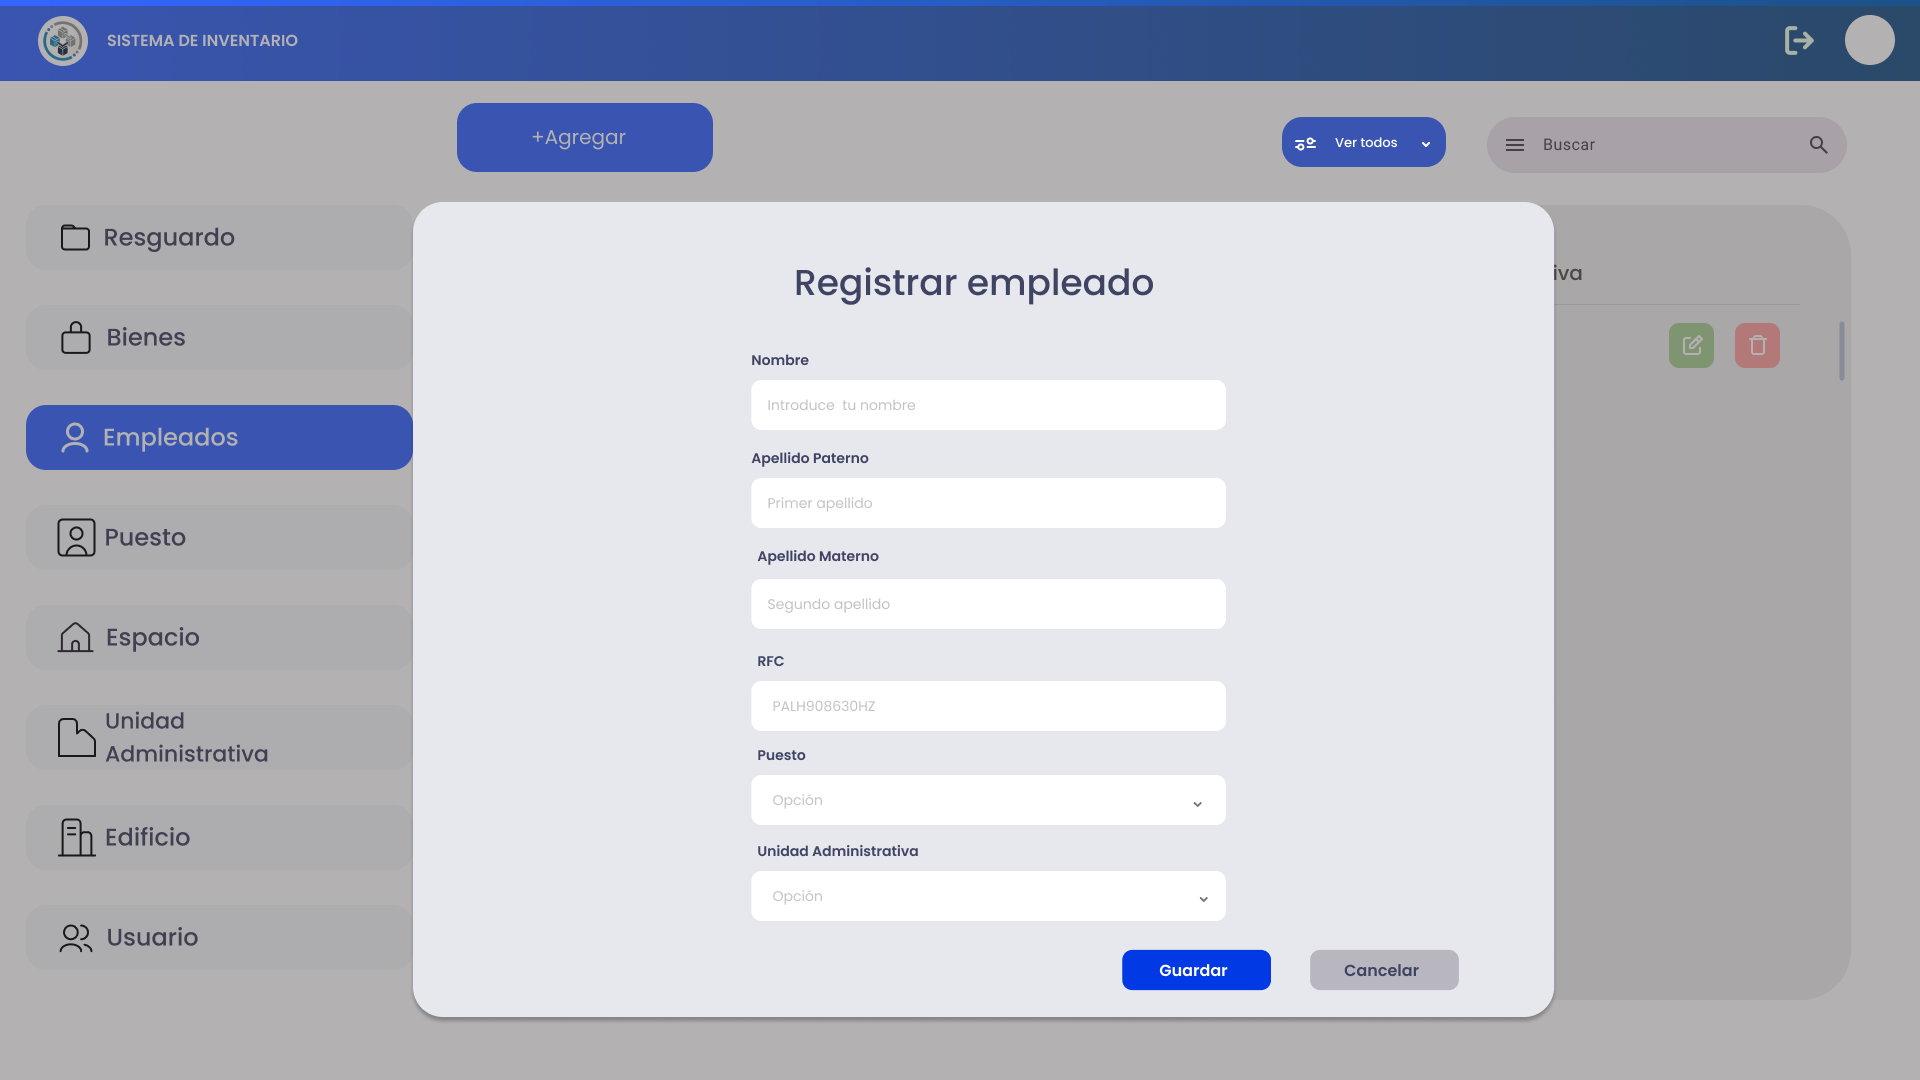 SISTEMA DE INVENTARIO
+Agregar
Ver todos
Buscar
Resguardo
Bienes
Empleados
Puesto
Espacio
Unidad
Administrativa
Edificio
Usuario
iva
Registrar empleado
Nombre
Introduce  tu nombre
Apellido Paterno
Primer apellido
Apellido Materno
Segundo apellido
RFC
PALH908630HZ
Puesto
Opción
Unidad Administrativa
Opción
Guardar
Cancelar